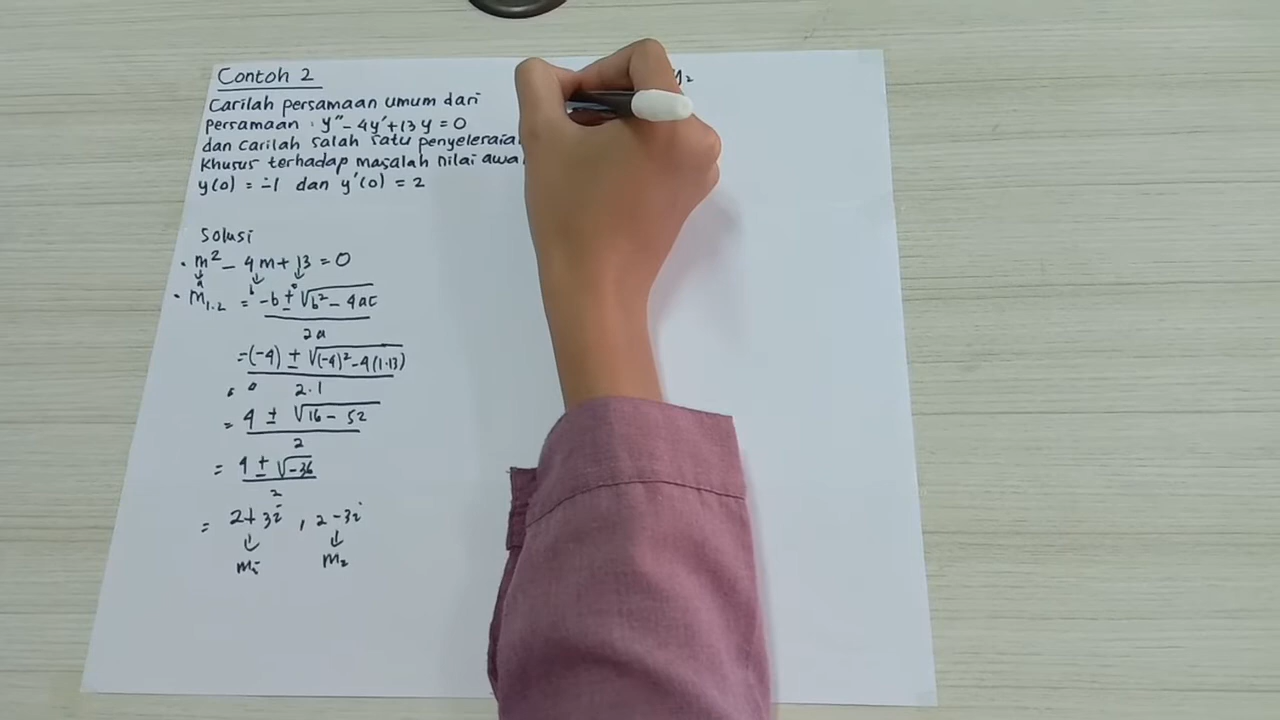 Contoh 2
Carilah persamaan umum dari
persamaan : y″ − 4y′ + 13y = 0
dan carilah salah satu
khusus terhadap masalah nilai
y(0) = -1 dan y′(0) = 2
Solusi
• m² − 4m + 13 = 0
a b c
• m₁.₂ = -b ± √b² − 4ac
2a
= (-4) ± √(-4)² − 4(1·13)
2.1
= 4 ± √16 − 52
2
= 4 ± √-36
2
= 2 + 3i , 2 − 3i
↓ ↓
m₁ m₂